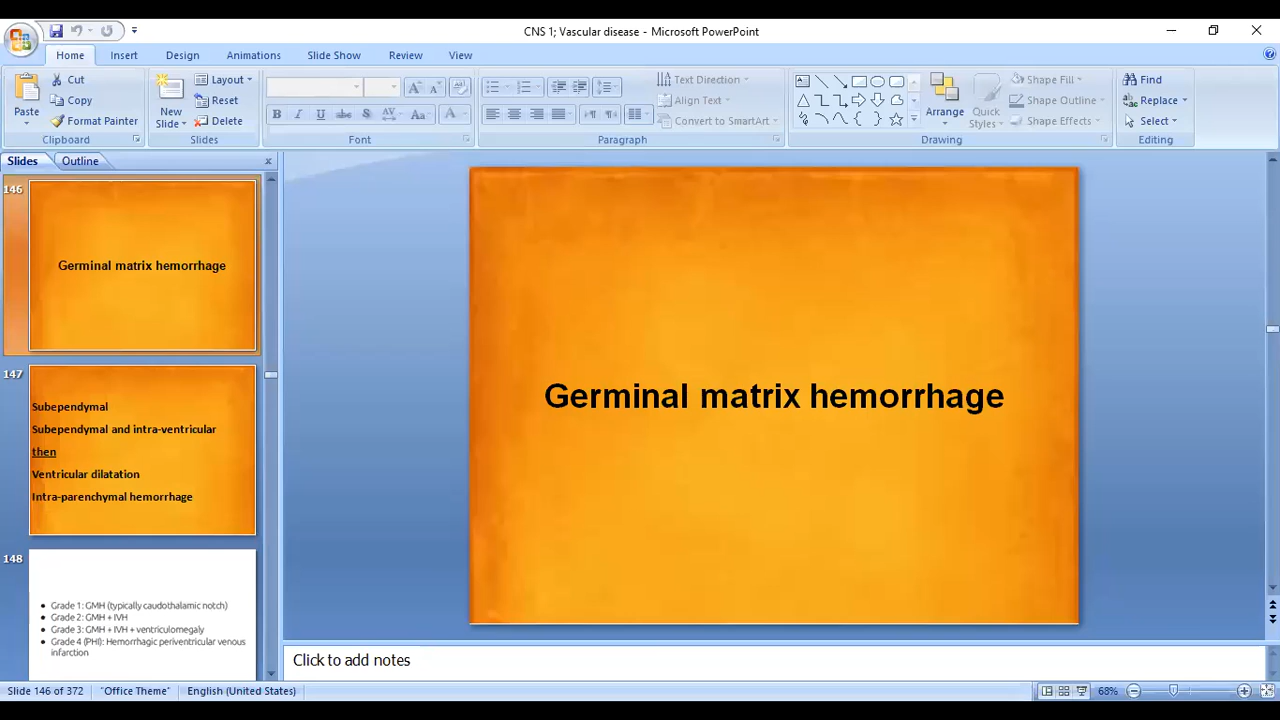 CNS 1; Vascular disease - Microsoft PowerPoint
Home Insert Design Animations Slide Show Review View
Paste
Cut
Copy
Format Painter
Clipboard
New Slide
Layout
Reset
Delete
Slides
B I U abc S AV Aa A
Font
Text Direction
Align Text
Convert to SmartArt
Paragraph
Arrange
Quick Styles
Shape Fill
Shape Outline
Shape Effects
Drawing
Find
Replace
Select
Editing
Slides Outline
146
Germinal matrix hemorrhage
147
Subependymal
Subependymal and intra-ventricular
then
Ventricular dilatation
Intra-parenchymal hemorrhage
148
• Grade 1: GMH (typically caudothalamic notch)
• Grade 2: GMH + IVH
• Grade 3: GMH + IVH + ventriculomegaly
• Grade 4 (PHI): Hemorrhagic periventricular venous
infarction
Germinal matrix hemorrhage
Click to add notes
Slide 146 of 372 "Office Theme" English (United States) 68%